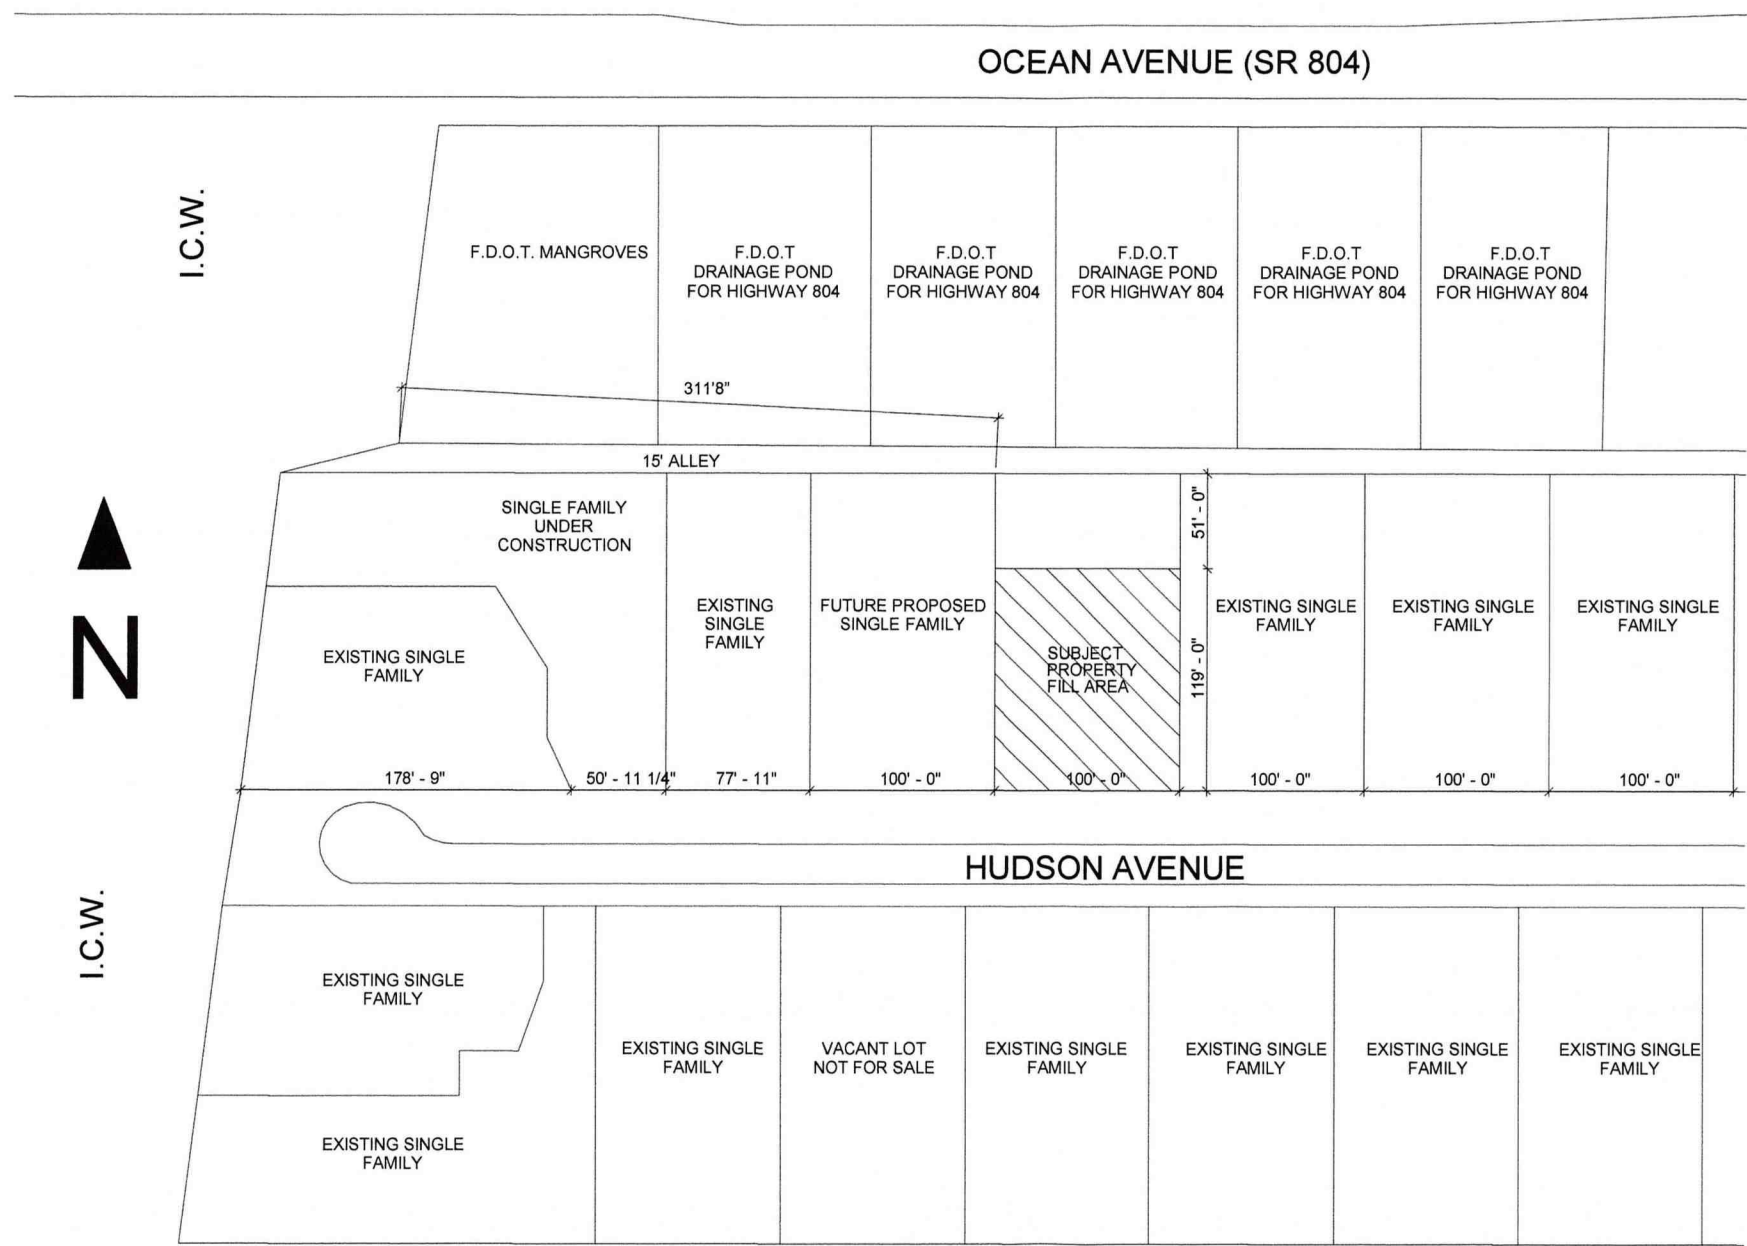 OCEAN AVENUE (SR 804)
I.C.W.
F.D.O.T. MANGROVES
F.D.O.T
DRAINAGE POND
FOR HIGHWAY 804
F.D.O.T
DRAINAGE POND
FOR HIGHWAY 804
F.D.O.T
DRAINAGE POND
FOR HIGHWAY 804
F.D.O.T
DRAINAGE POND
FOR HIGHWAY 804
F.D.O.T
DRAINAGE POND
FOR HIGHWAY 804
311'8"
15' ALLEY
N
SINGLE FAMILY
UNDER
CONSTRUCTION
EXISTING SINGLE
FAMILY
EXISTING
SINGLE
FAMILY
FUTURE PROPOSED
SINGLE FAMILY
SUBJECT
PROPERTY
FILL AREA
51' - 0"
119' - 0"
EXISTING SINGLE
FAMILY
EXISTING SINGLE
FAMILY
EXISTING SINGLE
FAMILY
178' - 9"
50' - 11 1/4"
77' - 11"
100' - 0"
100' - 0"
100' - 0"
100' - 0"
100' - 0"
HUDSON AVENUE
I.C.W.
EXISTING SINGLE
FAMILY
EXISTING SINGLE
FAMILY
EXISTING SINGLE
FAMILY
VACANT LOT
NOT FOR SALE
EXISTING SINGLE
FAMILY
EXISTING SINGLE
FAMILY
EXISTING SINGLE
FAMILY
EXISTING SINGLE
FAMILY